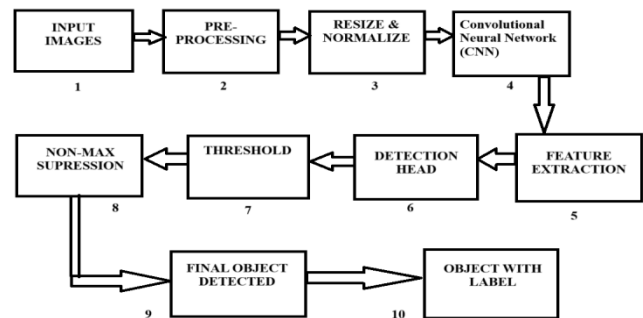 INPUT
IMAGES
1
PRE-
PROCESSING
2
RESIZE &
NORMALIZE
3
Convolutional
Neural Network
(CNN)
4
FEATURE
EXTRACTION
5
DETECTION
HEAD
6
THRESHOLD
7
NON-MAX
SUPRESSION
8
FINAL OBJECT
DETECTED
9
OBJECT WITH
LABEL
10